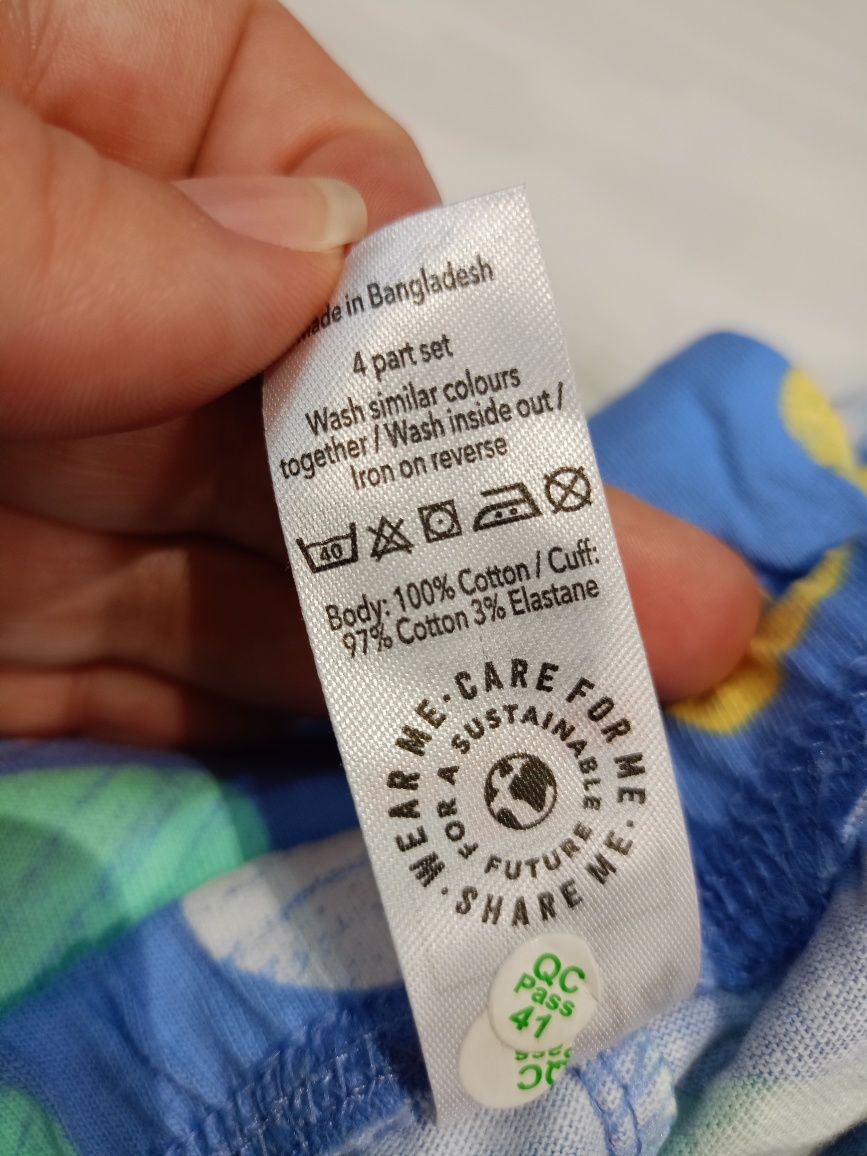 Made in Bangladesh
4 part set
Wash similar colours
together / Wash inside out /
Iron on reverse
40
Body: 100% Cotton / Cuff:
97% Cotton 3% Elastane
WEAR ME · CARE FOR ME · SHARE ME ·
FOR A SUSTAINABLE FUTURE
QC
Pass
41
Pass
QC